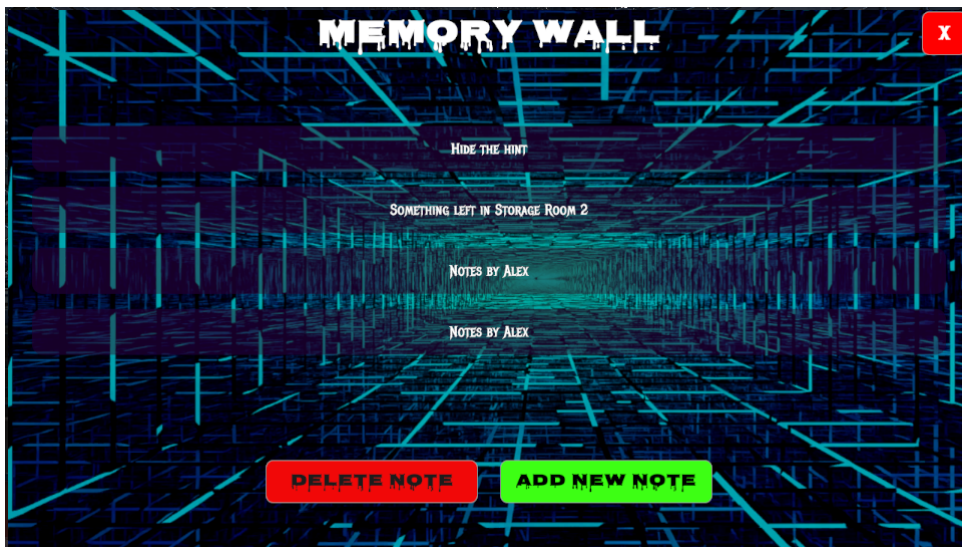 MEMORY WALL
X
Hide the hint
Something left in Storage Room 2
Notes by Alex
Notes by Alex
DELETE NOTE
ADD NEW NOTE